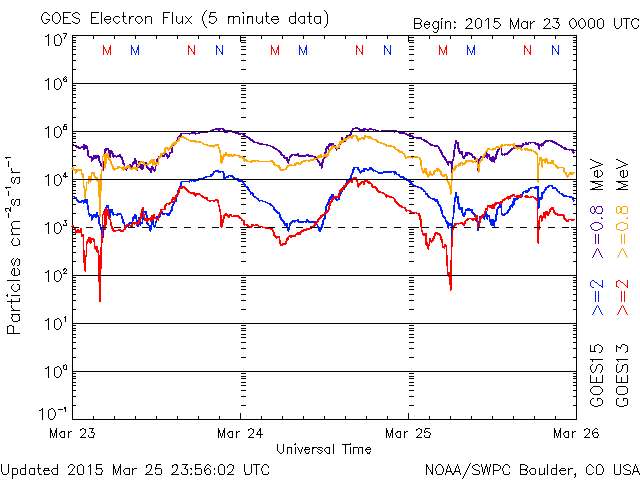 GOES Electron Flux (5 minute data)
Begin: 2015 Mar 23 0000 UTC
M M N N M M N N M M N N
10⁷
10⁶
10⁵
10⁴
10³
10²
10¹
10⁰
10⁻¹
Particles cm⁻²s⁻¹sr⁻¹
Mar 23 Mar 24 Mar 25 Mar 26
Universal Time
GOES15 >=2 >=0.8 MeV
GOES13 >=2 >=0.8 MeV
Updated 2015 Mar 25 23:56:02 UTC
NOAA/SWPC Boulder, CO USA